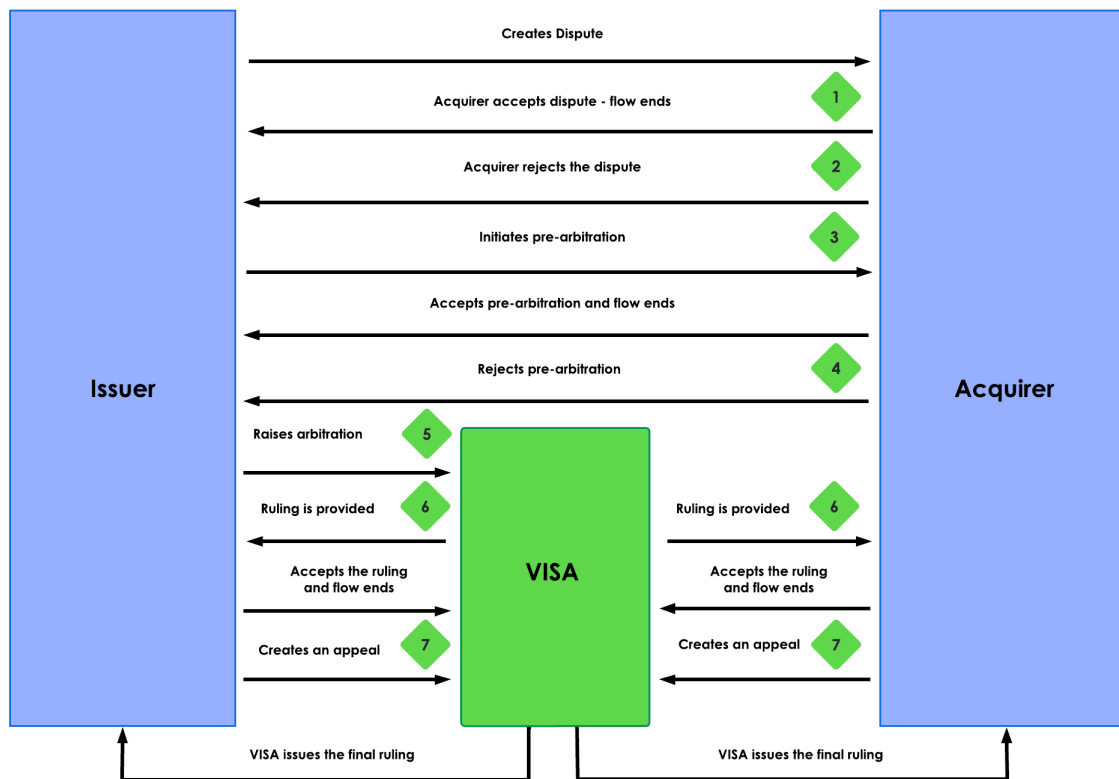 Creates Dispute
Acquirer accepts dispute - flow ends
1
Acquirer rejects the dispute
2
Initiates pre-arbitration
3
Accepts pre-arbitration and flow ends
Rejects pre-arbitration
4
Issuer
Acquirer
Raises arbitration
5
Ruling is provided
6
Ruling is provided
6
VISA
Accepts the ruling
and flow ends
Accepts the ruling
and flow ends
Creates an appeal
7
Creates an appeal
7
VISA issues the final ruling
VISA issues the final ruling